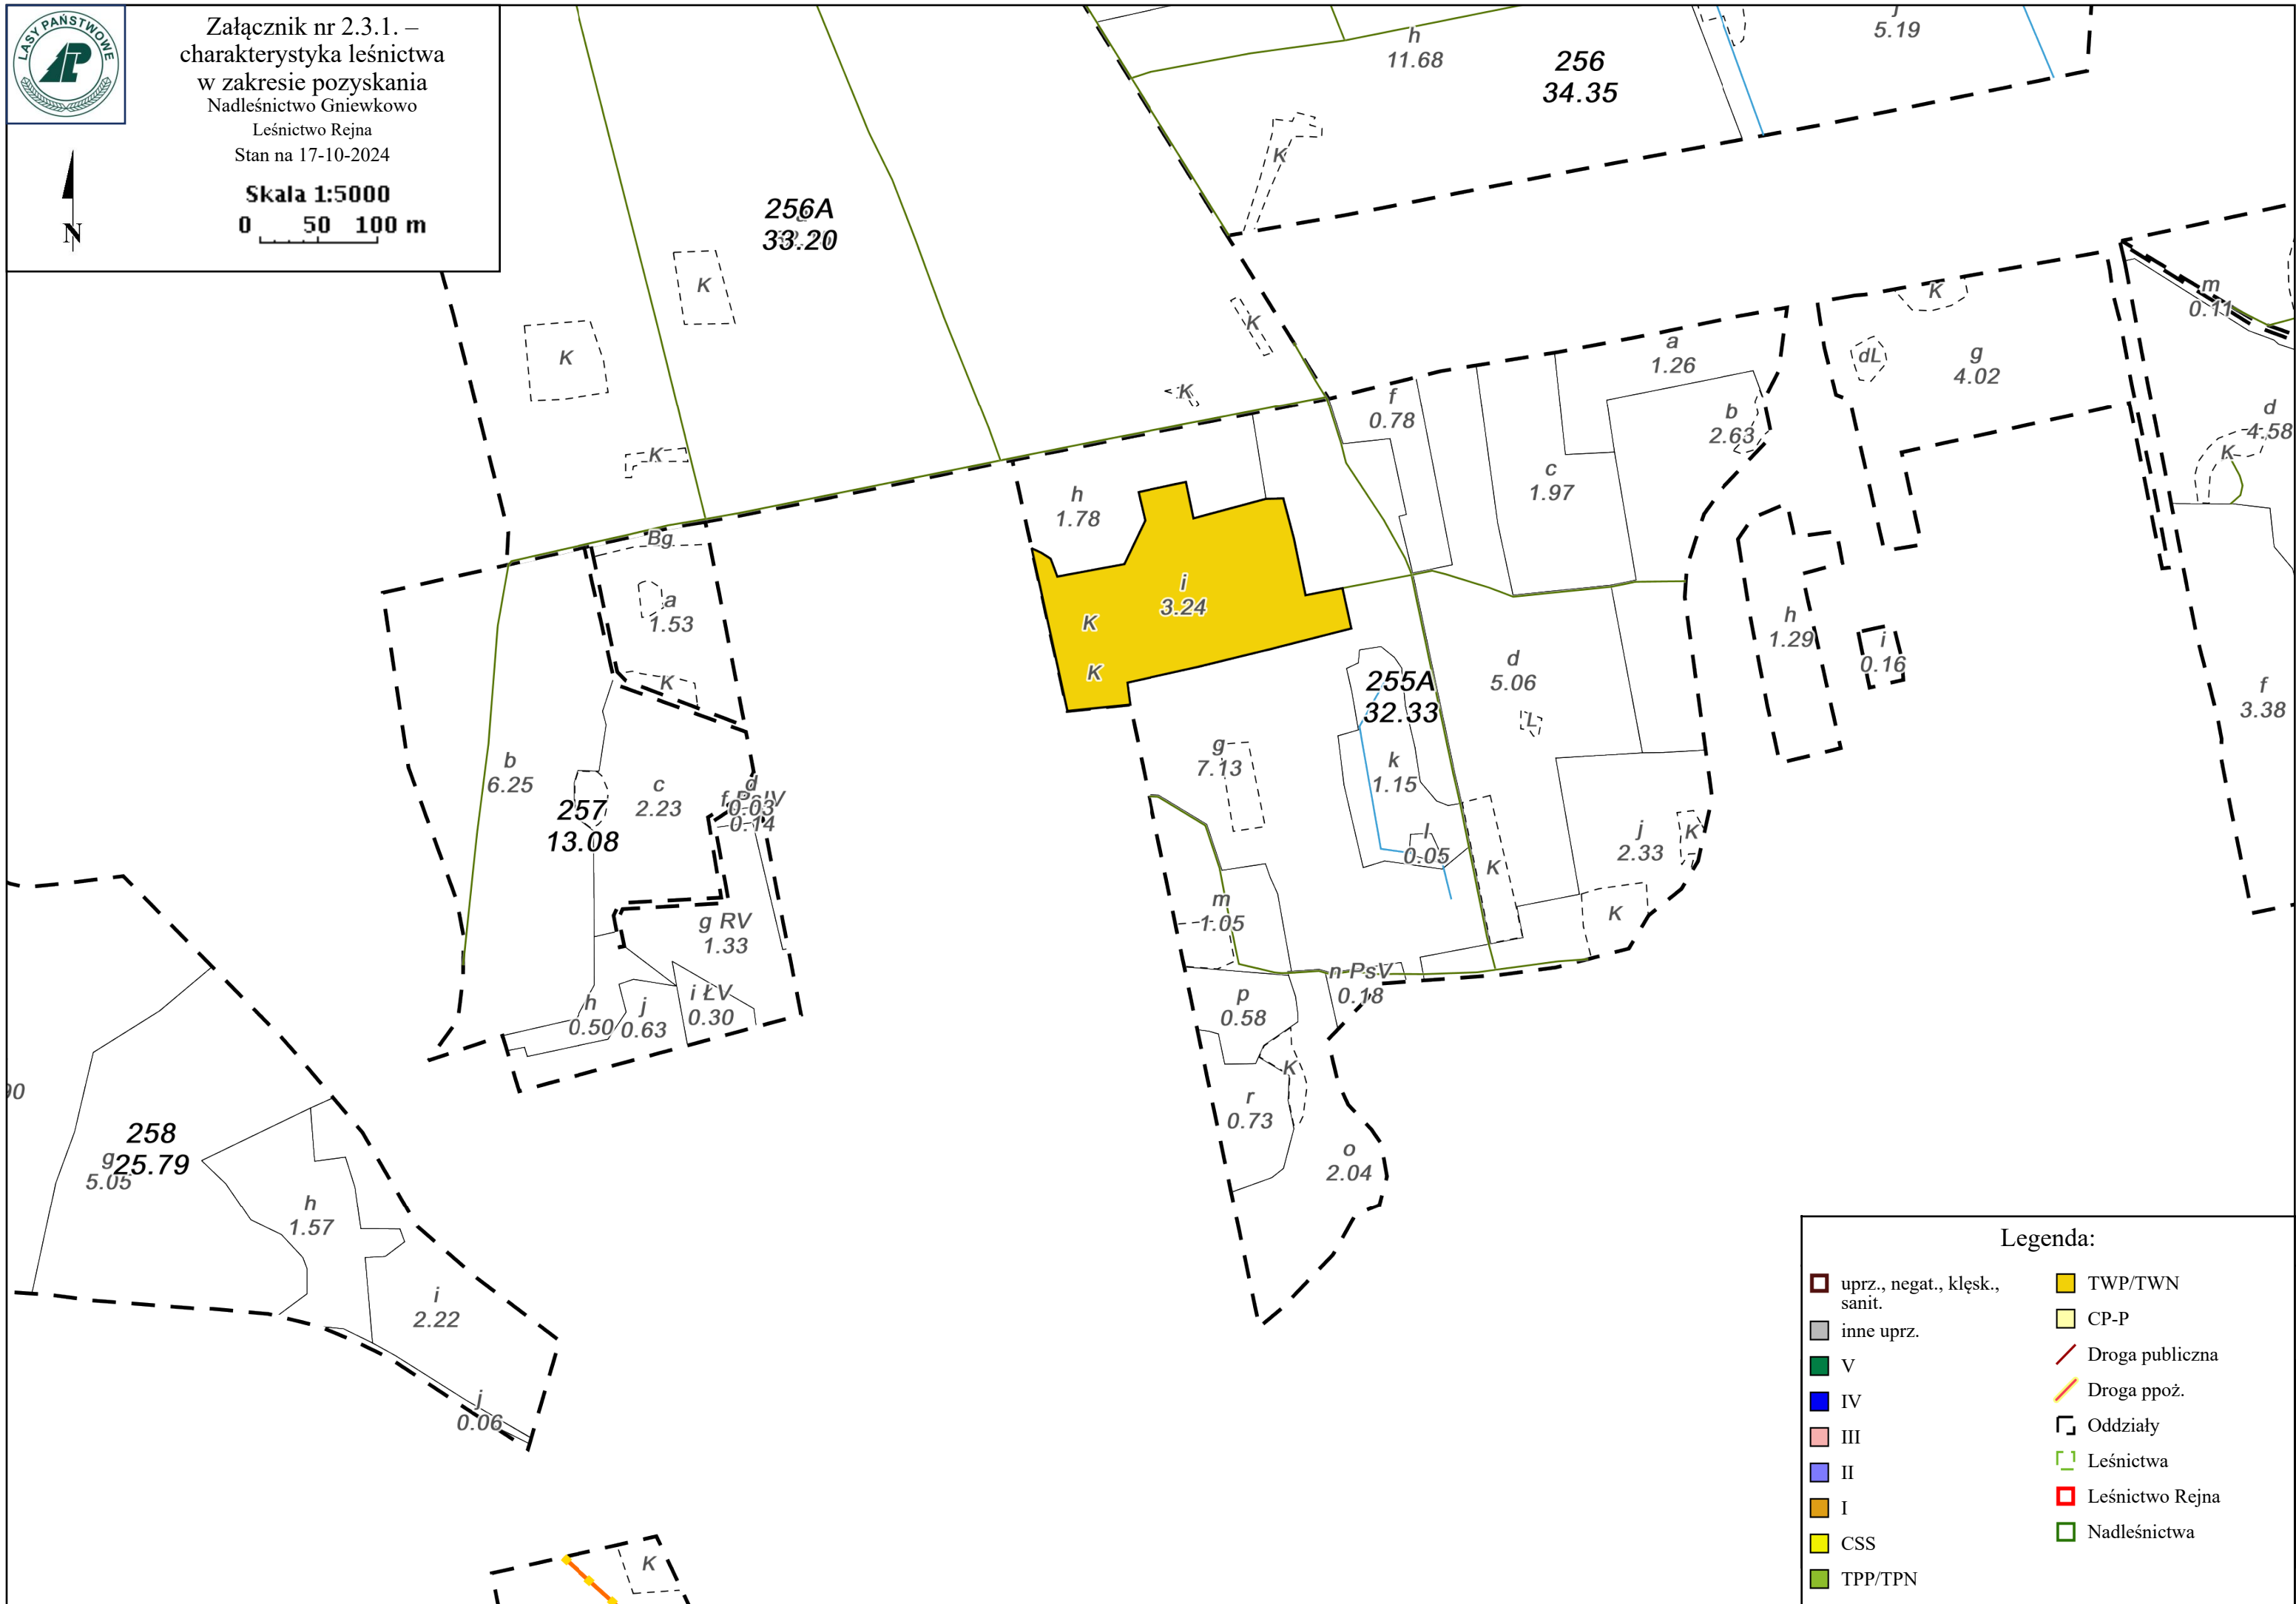 LASY PAŃSTWOWE
Załącznik nr 2.3.1. –
charakterystyka leśnictwa
w zakresie pozyskania
Nadleśnictwo Gniewkowo
Leśnictwo Rejna
Stan na 17-10-2024
N
Skala 1:5000
0 50 100 m
h
11.68
256
34.35
j
5.19
K
256A
33.20
K
K
K
K
K
K
m
0.11
a
1.26
dL
g
4.02
f
0.78
b
2.63
d
4.58
K
c
1.97
h
1.78
Bg
a
1.53
K
i
3.24
K
K
h
1.29
i
0.16
d
5.06
L
255A
32.33
f
3.38
g
7.13
k
1.15
b
6.25
c
2.23
257
13.08
d
0.03
f PsIV
0.14
l
0.05
K
j
2.33
K
K
m
1.05
g RV
1.33
n PsV
0.18
h
0.50
j
0.63
i ŁV
0.30
p
0.58
K
r
0.73
o
2.04
90
258
25.79
g
5.05
h
1.57
i
2.22
j
0.06
K
Legenda:
uprz., negat., klęsk.,
sanit.
inne uprz.
V
IV
III
II
I
CSS
TPP/TPN
TWP/TWN
CP-P
Droga publiczna
Droga ppoż.
Oddziały
Leśnictwa
Leśnictwo Rejna
Nadleśnictwa